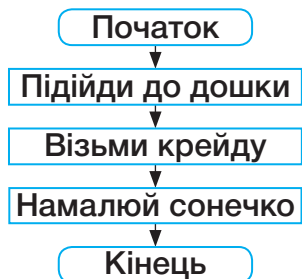 Початок
Підійди до дошки
Візьми крейду
Намалюй сонечко
Кінець